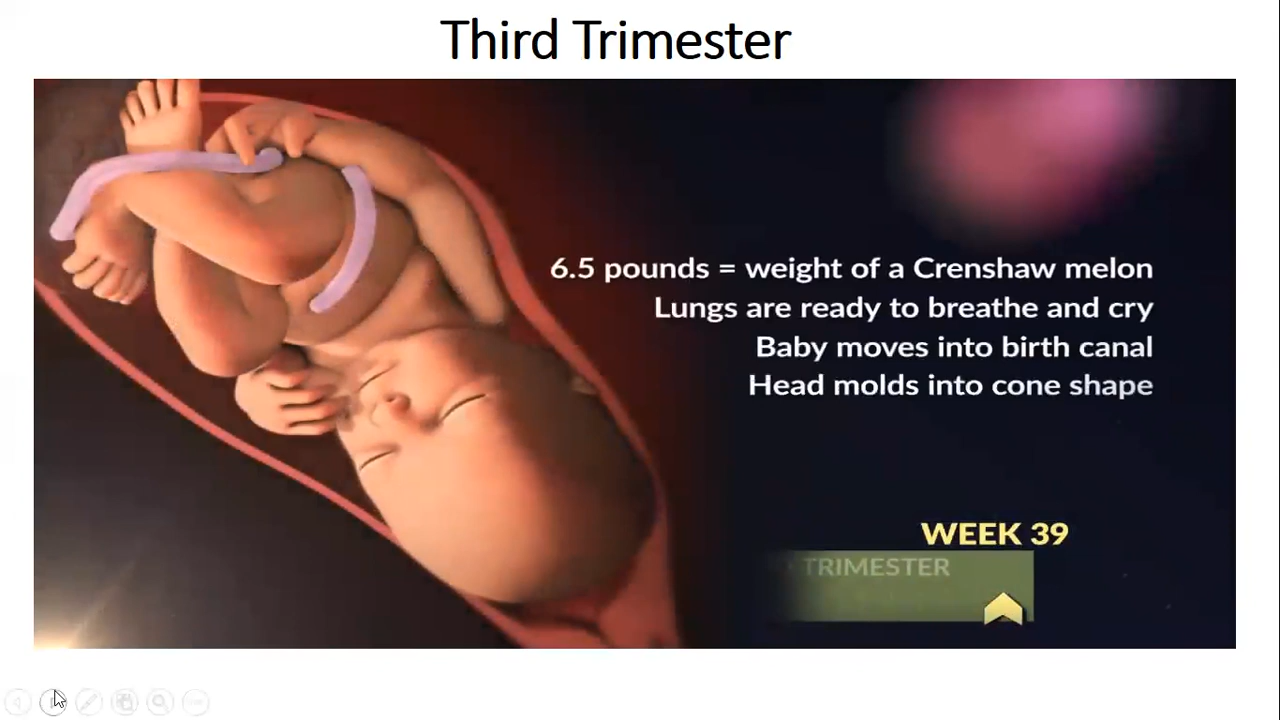 Third Trimester
6.5 pounds = weight of a Crenshaw melon
Lungs are ready to breathe and cry
Baby moves into birth canal
Head molds into cone shape
WEEK 39
TRIMESTER